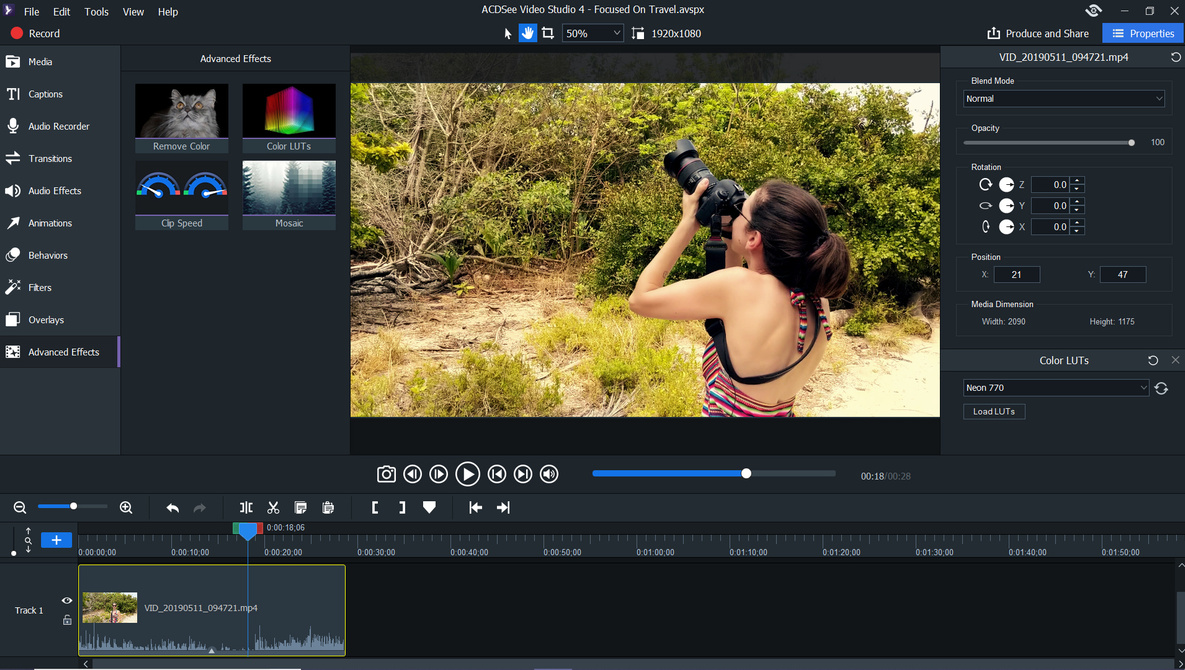 File Edit Tools View Help
ACDSee Video Studio 4 - Focused On Travel.avspx
Record
50%
1920x1080
Produce and Share
Properties
Media
Captions
Audio Recorder
Transitions
Audio Effects
Animations
Behaviors
Filters
Overlays
Advanced Effects
Advanced Effects
Remove Color
Color LUTs
Clip Speed
Mosaic
VID_20190511_094721.mp4
Blend Mode
Normal
Opacity
100
Rotation
Z 0.0
Y 0.0
X 0.0
Position
X: 21 Y: 47
Media Dimension
Width: 2090 Height: 1175
Color LUTs
Neon 770
Load LUTs
00:18/00:28
0:00:18;06
0:00:00;00 0:00:10;00 0:00:20;00 0:00:30;00 0:00:40;00 0:00:50;00 0:01:00;00 0:01:10;00 0:01:20;00 0:01:30;00 0:01:40;00 0:01:50;00
Track 1
VID_20190511_094721.mp4